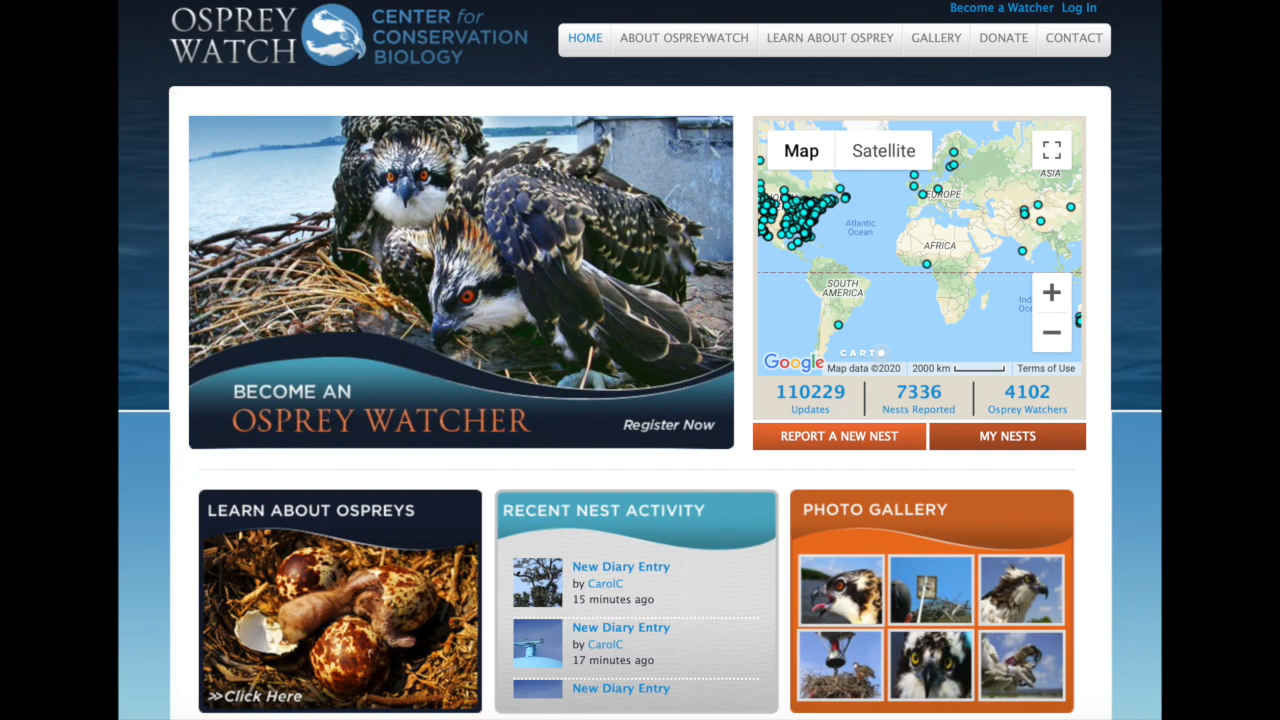 Become a Watcher Log In
OSPREY
WATCH
CENTER for
CONSERVATION
BIOLOGY
HOME
ABOUT OSPREYWATCH
LEARN ABOUT OSPREY
GALLERY
DONATE
CONTACT
BECOME AN
OSPREY WATCHER
Register Now
Map
Satellite
ASIA
EUROPE
Atlantic
Ocean
AFRICA
SOUTH
AMERICA
CARTO
Google
Map data ©2020
2000 km
Terms of Use
110229
Updates
7336
Nests Reported
4102
Osprey Watchers
REPORT A NEW NEST
MY NESTS
LEARN ABOUT OSPREYS
>> Click Here
RECENT NEST ACTIVITY
New Diary Entry
by CarolC
15 minutes ago
New Diary Entry
by CarolC
17 minutes ago
New Diary Entry
PHOTO GALLERY